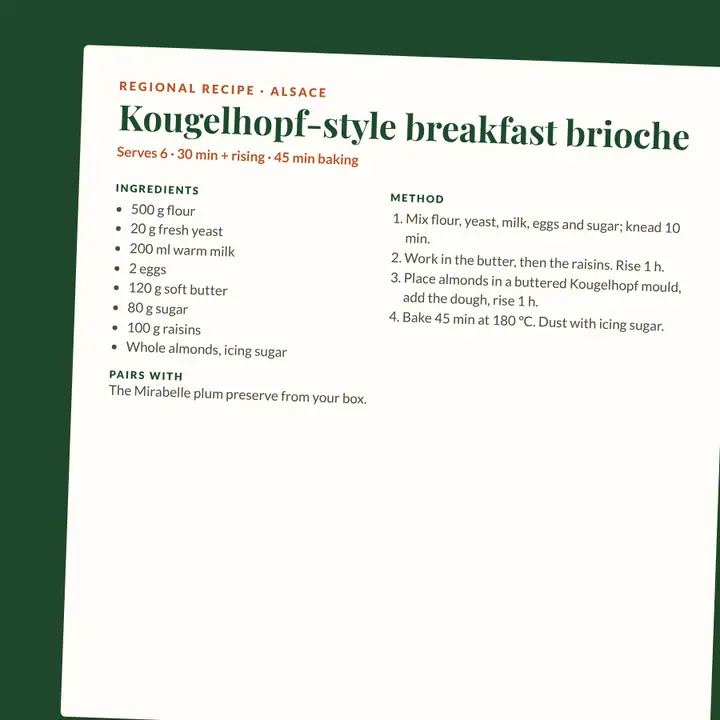 REGIONAL RECIPE · ALSACE
Kougelhopf-style breakfast brioche
Serves 6 · 30 min + rising · 45 min baking
INGREDIENTS
• 500 g flour
• 20 g fresh yeast
• 200 ml warm milk
• 2 eggs
• 120 g soft butter
• 80 g sugar
• 100 g raisins
• Whole almonds, icing sugar
PAIRS WITH
The Mirabelle plum preserve from your box.
METHOD
1. Mix flour, yeast, milk, eggs and sugar; knead 10
min.
2. Work in the butter, then the raisins. Rise 1 h.
3. Place almonds in a buttered Kougelhopf mould,
add the dough, rise 1 h.
4. Bake 45 min at 180 °C. Dust with icing sugar.